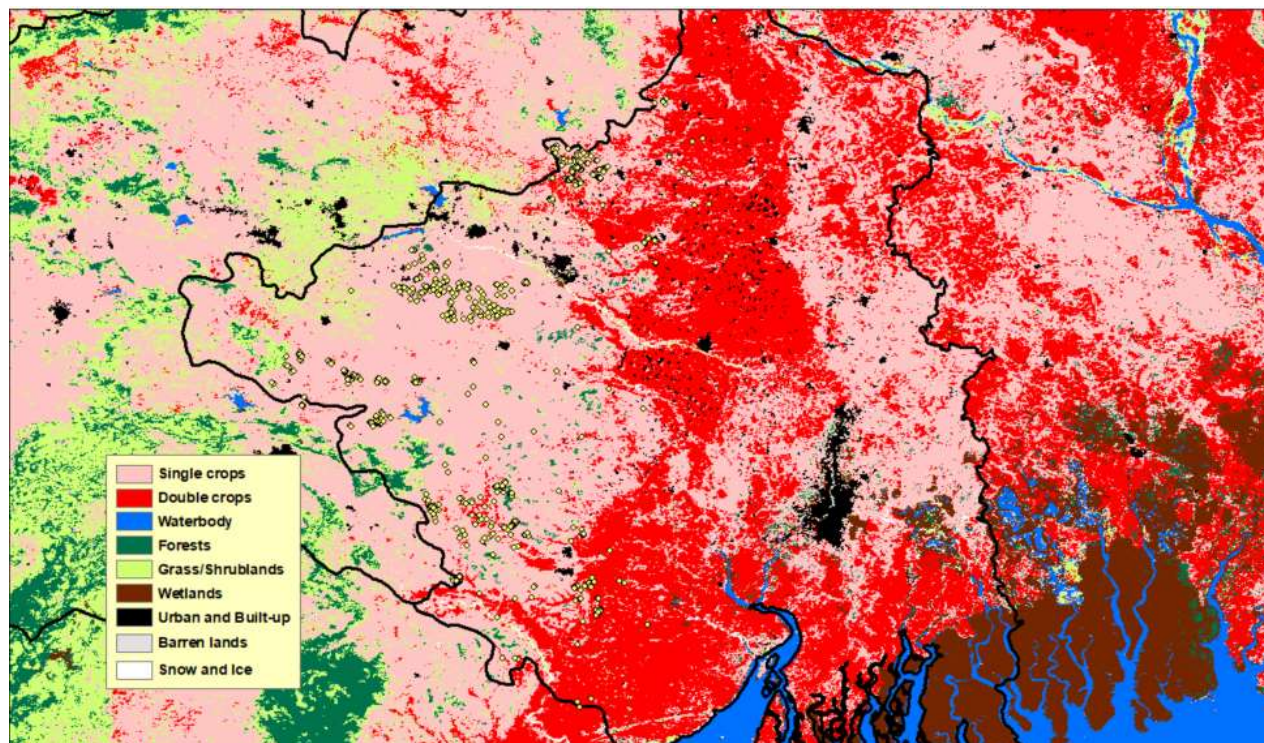 Single crops
Double crops
Waterbody
Forests
Grass/Shrublands
Wetlands
Urban and Built-up
Barren lands
Snow and Ice